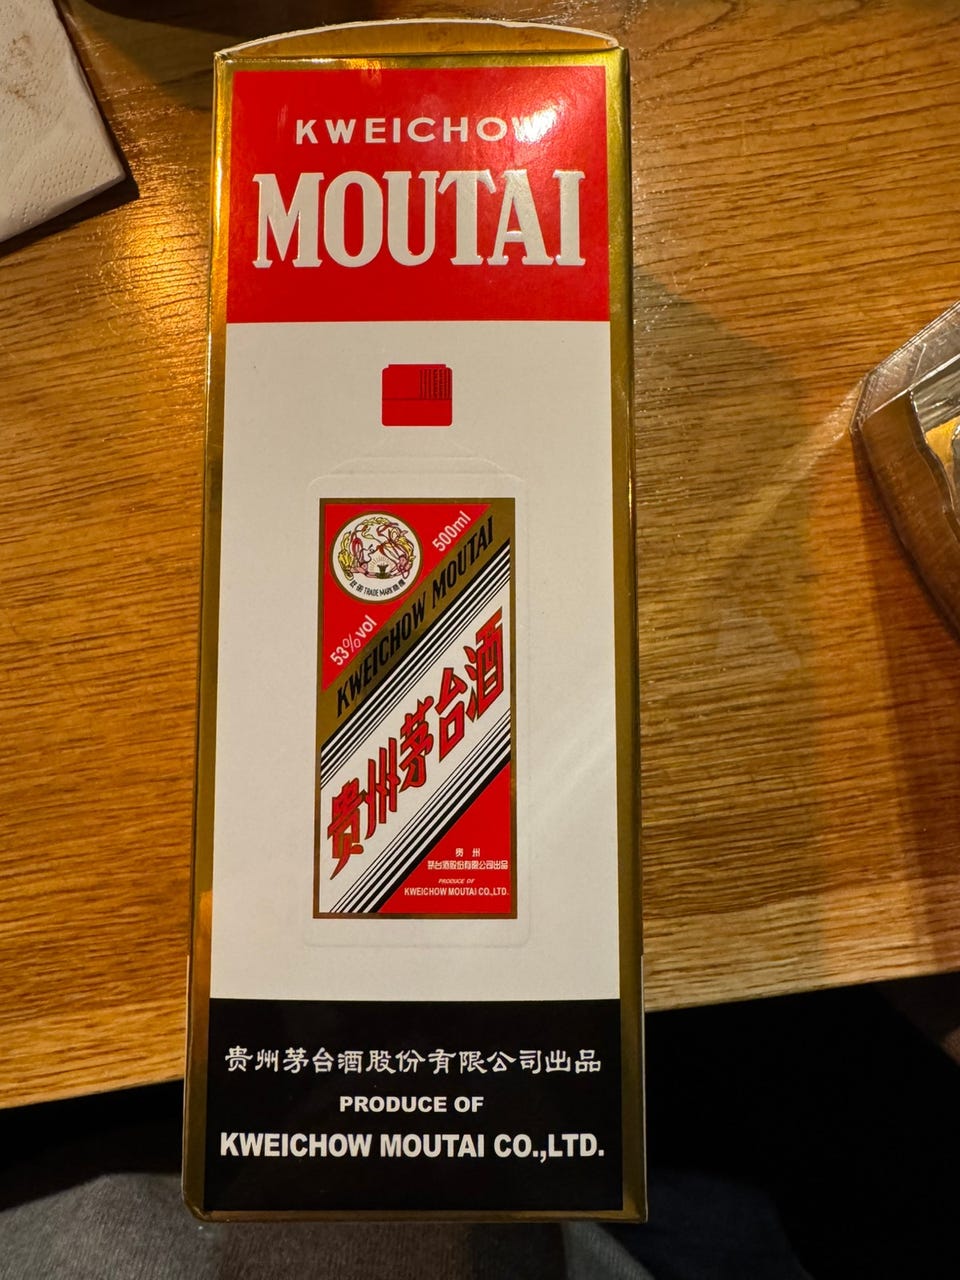 KWEICHOW
MOUTAI
500ml
53%vol
KWEICHOW MOUTAI
贵州茅台酒
贵州
茅台酒股份有限公司出品
PRODUCE OF
KWEICHOW MOUTAI CO.,LTD.
贵州茅台酒股份有限公司出品
PRODUCE OF
KWEICHOW MOUTAI CO.,LTD.